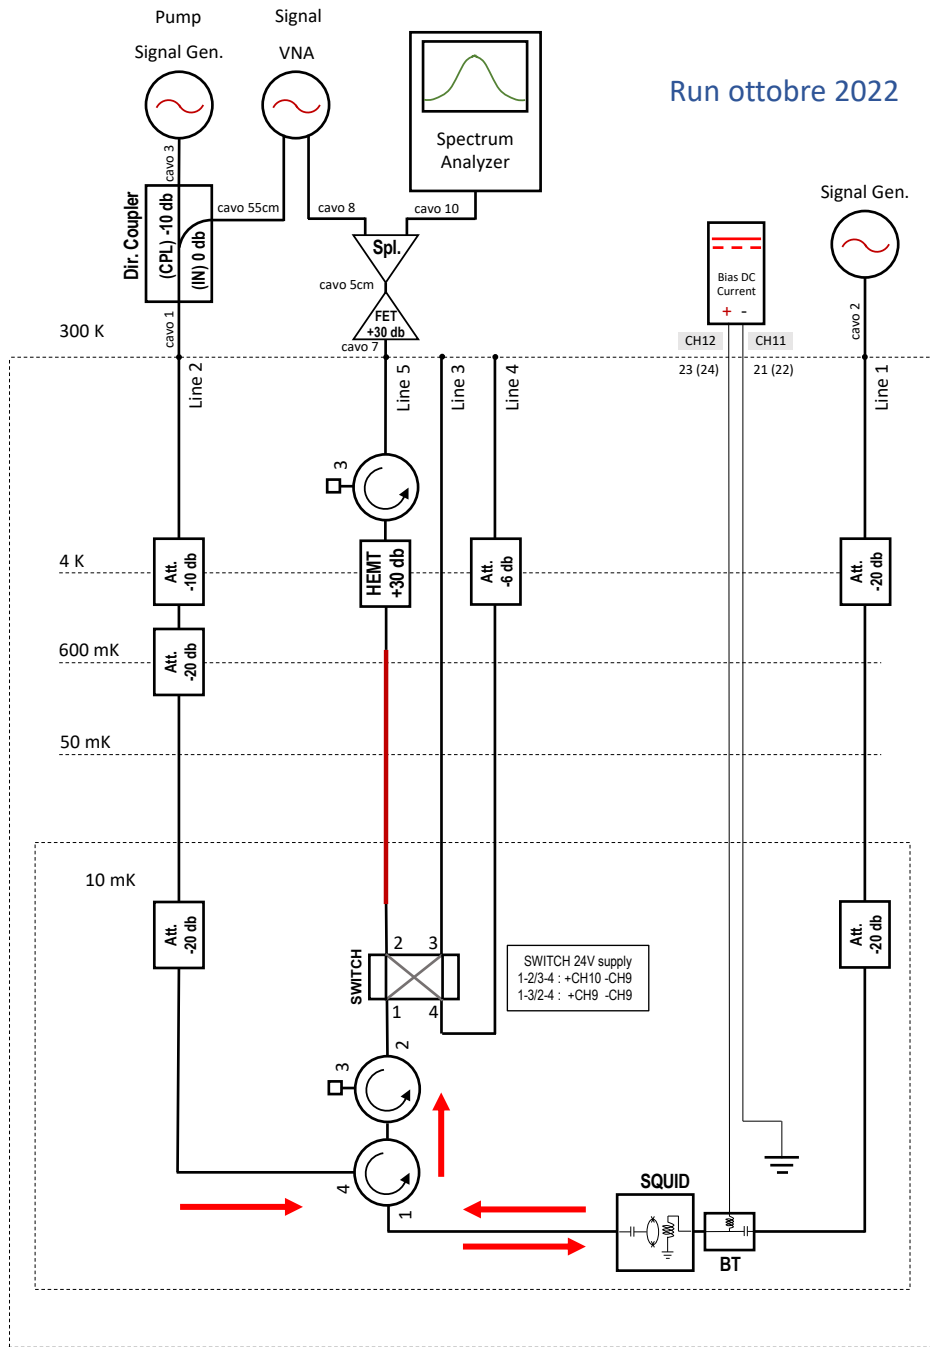 Pump
Signal Gen.
Signal
VNA
Spectrum
Analyzer
Run ottobre 2022
Signal Gen.
cavo 3
cavo 55cm
cavo 8
cavo 10
Dir. Coupler
(CPL) -10 db
(IN) 0 db
Spl.
cavo 5cm
FET
+30 db
cavo 7
cavo 1
Bias DC
Current
+ -
cavo 2
300 K
CH12
CH11
23 (24)
21 (22)
Line 2
Line 5
Line 3
Line 4
Line 1
3
4 K
Att.
-10 db
HEMT
+30 db
Att.
-6 db
Att.
-20 db
600 mK
Att.
-20 db
50 mK
10 mK
Att.
-20 db
Att.
-20 db
SWITCH
2
3
1
4
SWITCH 24V supply
1-2/3-4 : +CH10 -CH9
1-3/2-4 : +CH9 -CH9
2
3
4
1
SQUID
BT